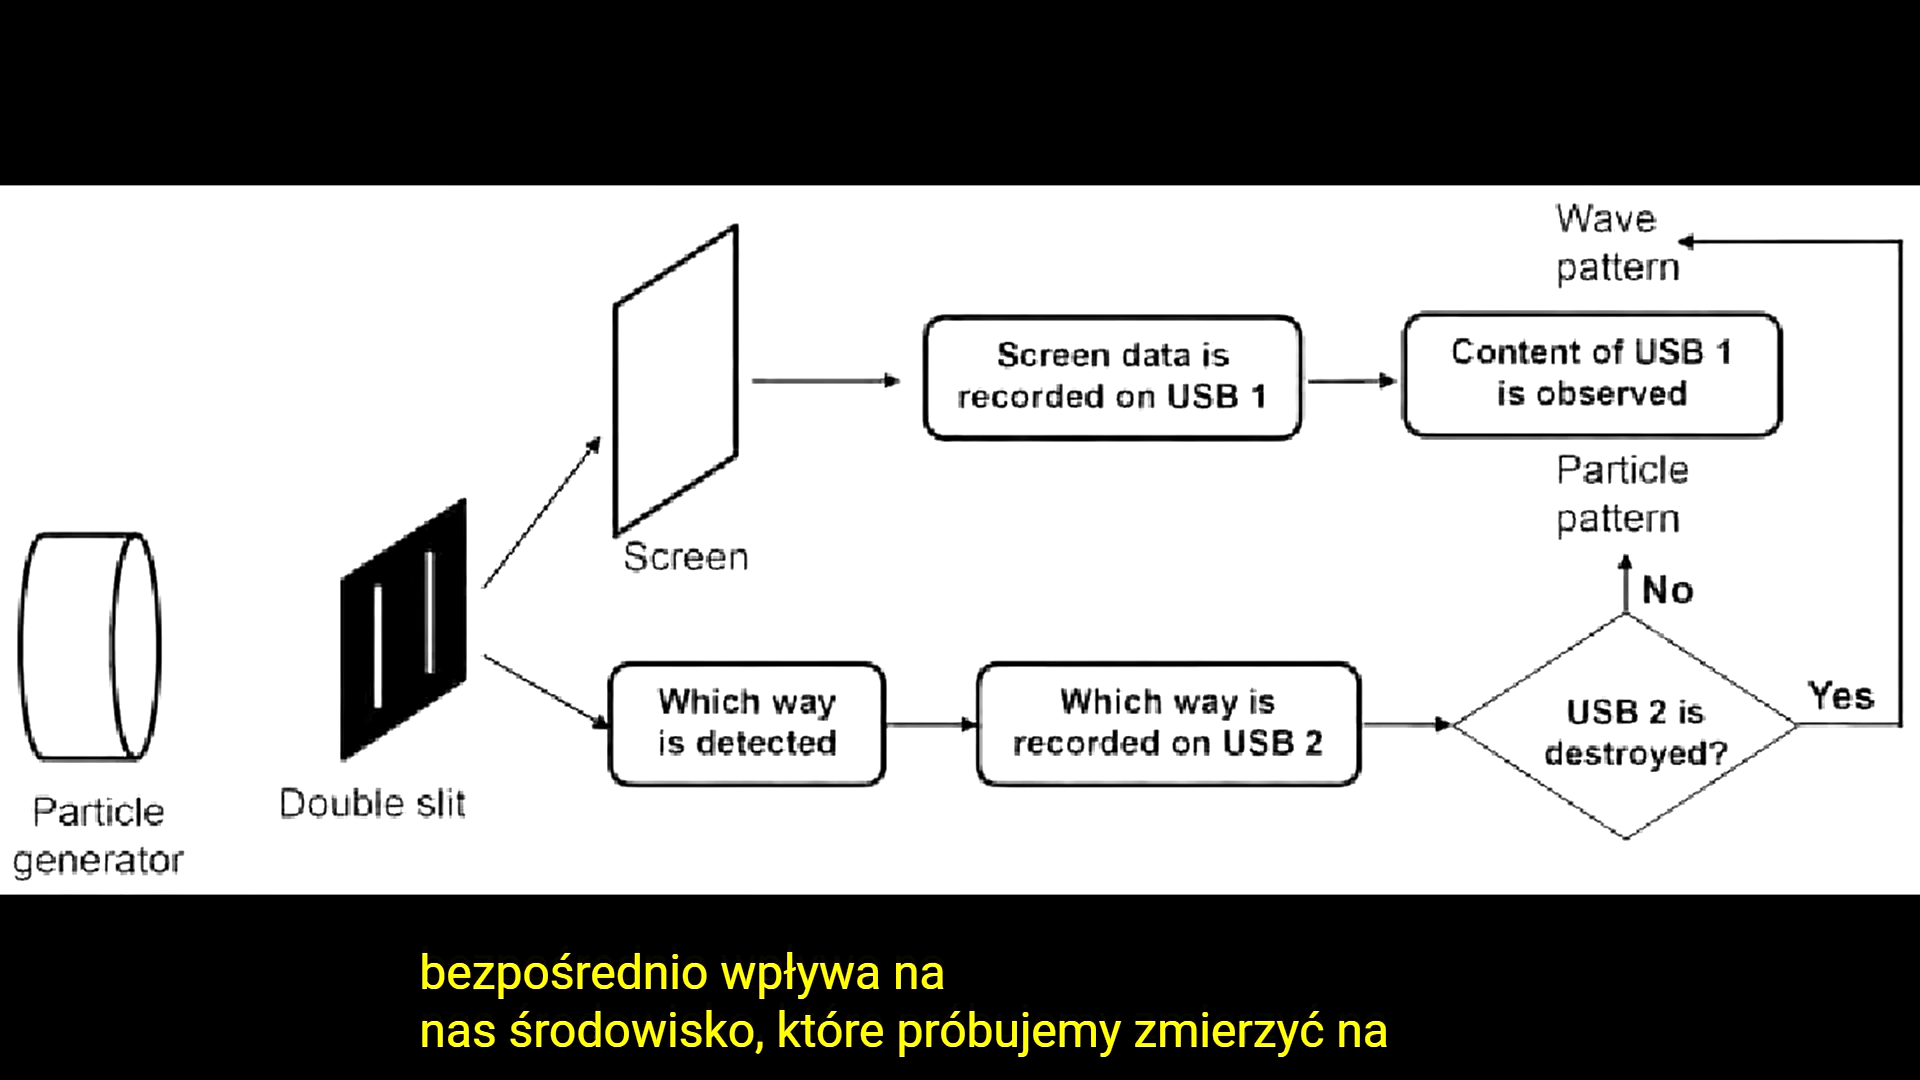 Wave
pattern
Screen data is
recorded on USB 1
Content of USB 1
is observed
Particle
pattern
Screen
No
Which way
is detected
Which way is
recorded on USB 2
USB 2 is
destroyed?
Yes
Double slit
Particle
generator
bezpośrednio wpływa na
nas środowisko, które próbujemy zmierzyć na